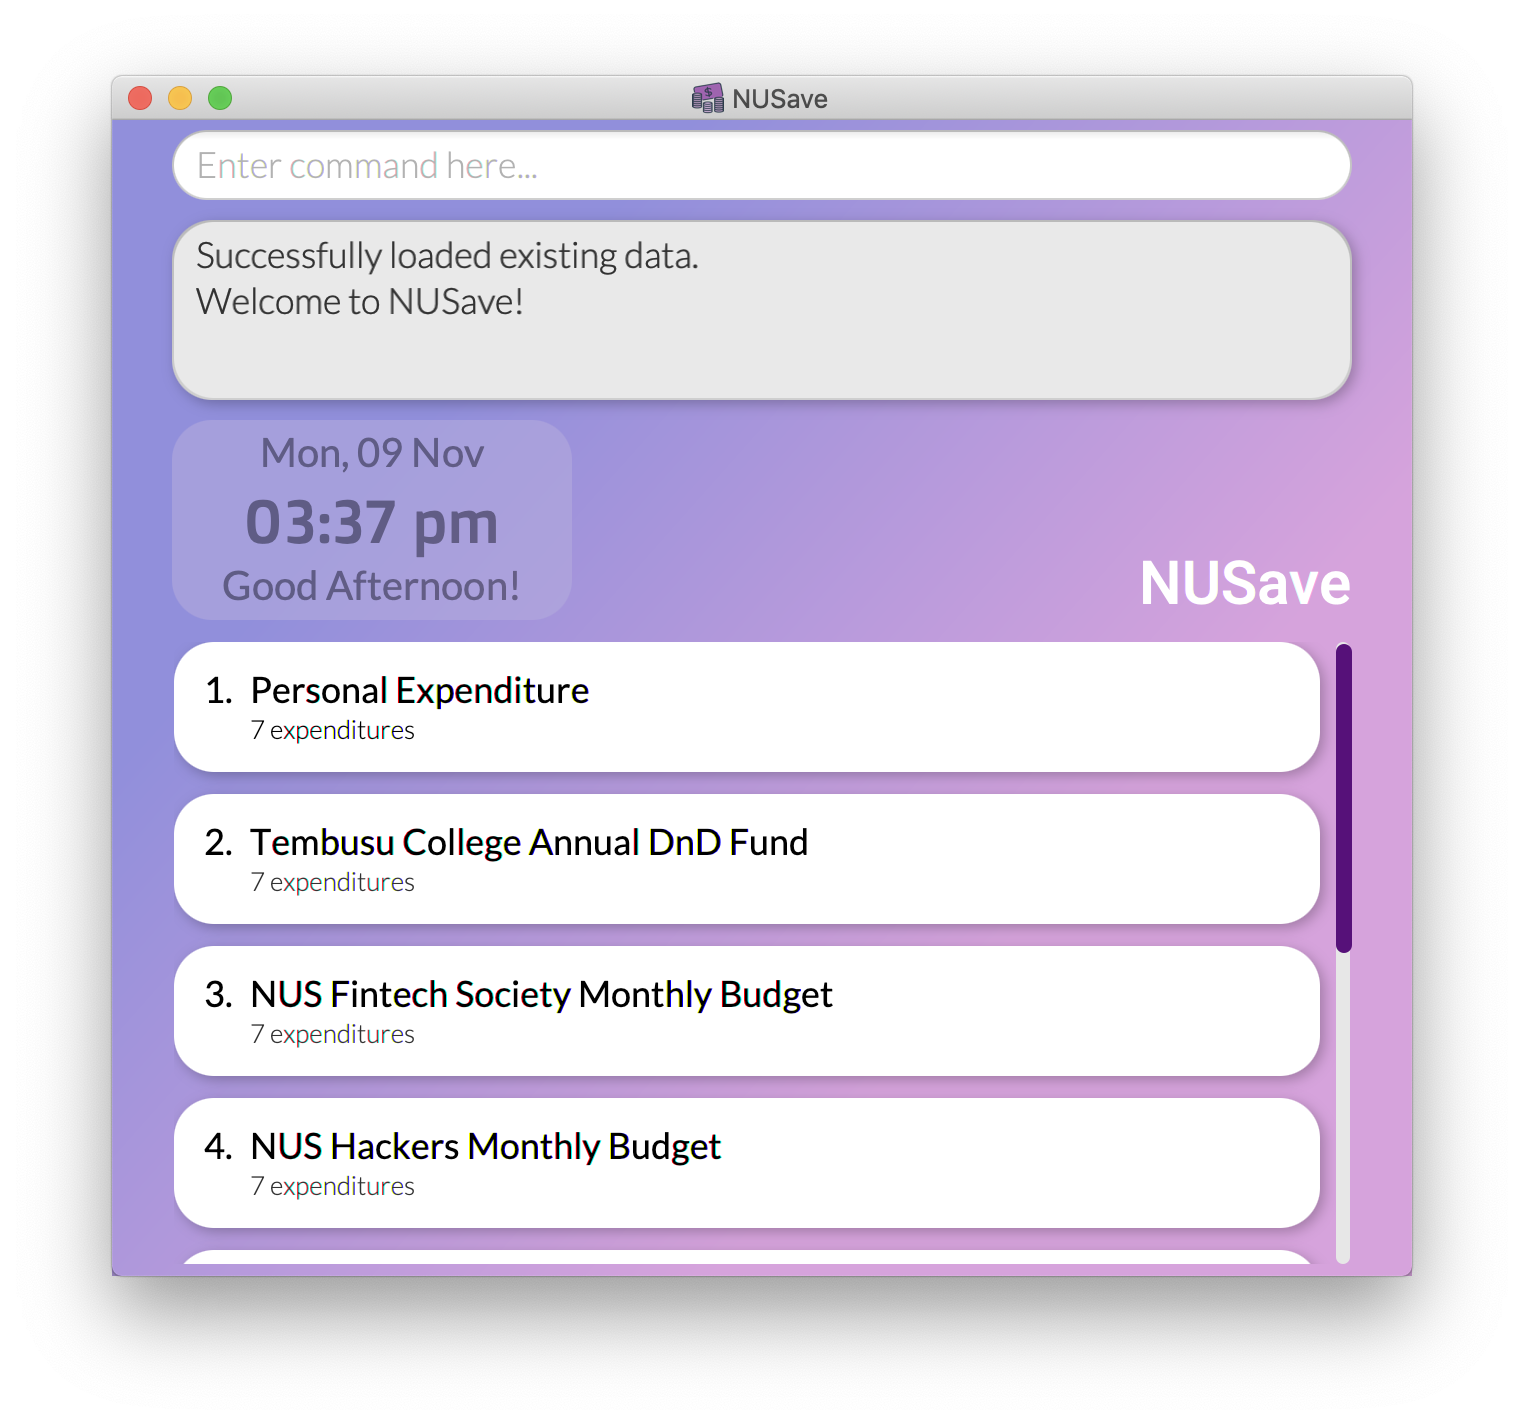 NUSave
Enter command here...
Successfully loaded existing data.
Welcome to NUSave!
Mon, 09 Nov
03:37 pm
Good Afternoon!
NUSave
1. Personal Expenditure
7 expenditures
2. Tembusu College Annual DnD Fund
7 expenditures
3. NUS Fintech Society Monthly Budget
7 expenditures
4. NUS Hackers Monthly Budget
7 expenditures